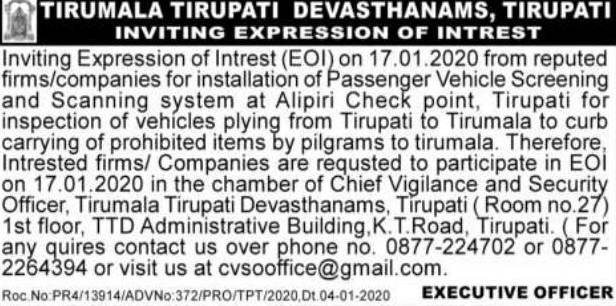 TIRUMALA TIRUPATI DEVASTHANAMS, TIRUPATI
INVITING EXPRESSION OF INTREST
Inviting Expression of Intrest (EOI) on 17.01.2020 from reputed
firms/companies for installation of Passenger Vehicle Screening
and Scanning system at Alipiri Check point, Tirupati for
inspection of vehicles plying from Tirupati to Tirumala to curb
carrying of prohibited items by pilgrams to tirumala. Therefore,
Intrested firms/ Companies are requsted to participate in EOI
on 17.01.2020 in the chamber of Chief Vigilance and Security
Officer, Tirumala Tirupati Devasthanams, Tirupati ( Room no.27)
1st floor, TTD Administrative Building,K.T.Road, Tirupati. ( For
any quires contact us over phone no. 0877-224702 or 0877-
2264394 or visit us at cvsooffice@gmail.com.
Roc.No:PR4/13914/ADVNo:372/PRO/TPT/2020,Dt.04-01-2020 EXECUTIVE OFFICER